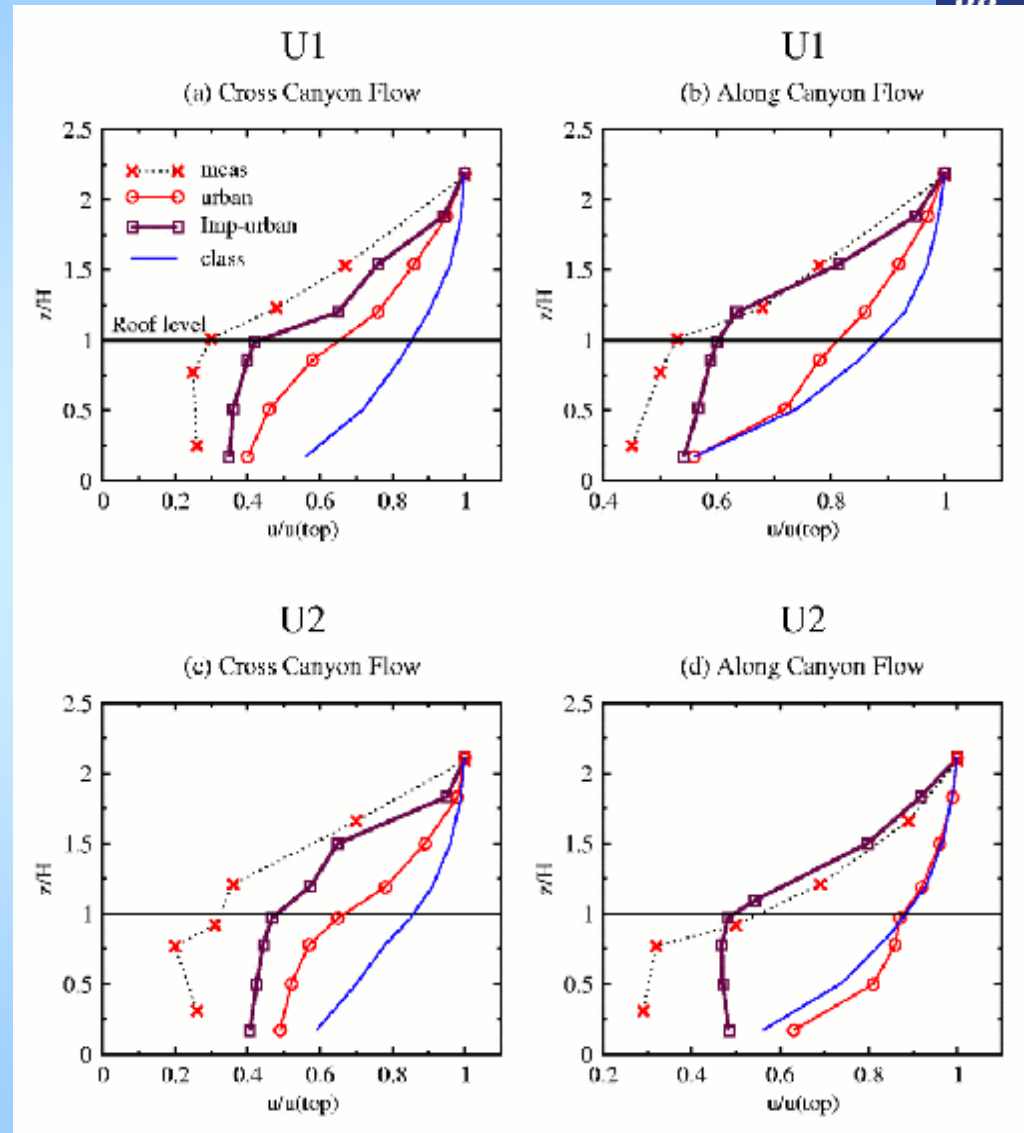 U1
(a) Cross Canyon Flow
2.5
2
1.5
1
0.5
0
z/H
meas
urban
Imp-urban
class
Roof level
0 0.2 0.4 0.6 0.8 1
u/u(top)
U1
(b) Along Canyon Flow
2.5
2
1.5
1
0.5
0
z/H
0.4 0.6 0.8 1
u/u(top)
U2
(c) Cross Canyon Flow
2.5
2
1.5
1
0.5
0
z/H
0 0.2 0.4 0.6 0.8 1
u/u(top)
U2
(d) Along Canyon Flow
2.5
2
1.5
1
0.5
0
z/H
0.2 0.4 0.6 0.8 1
u/u(top)